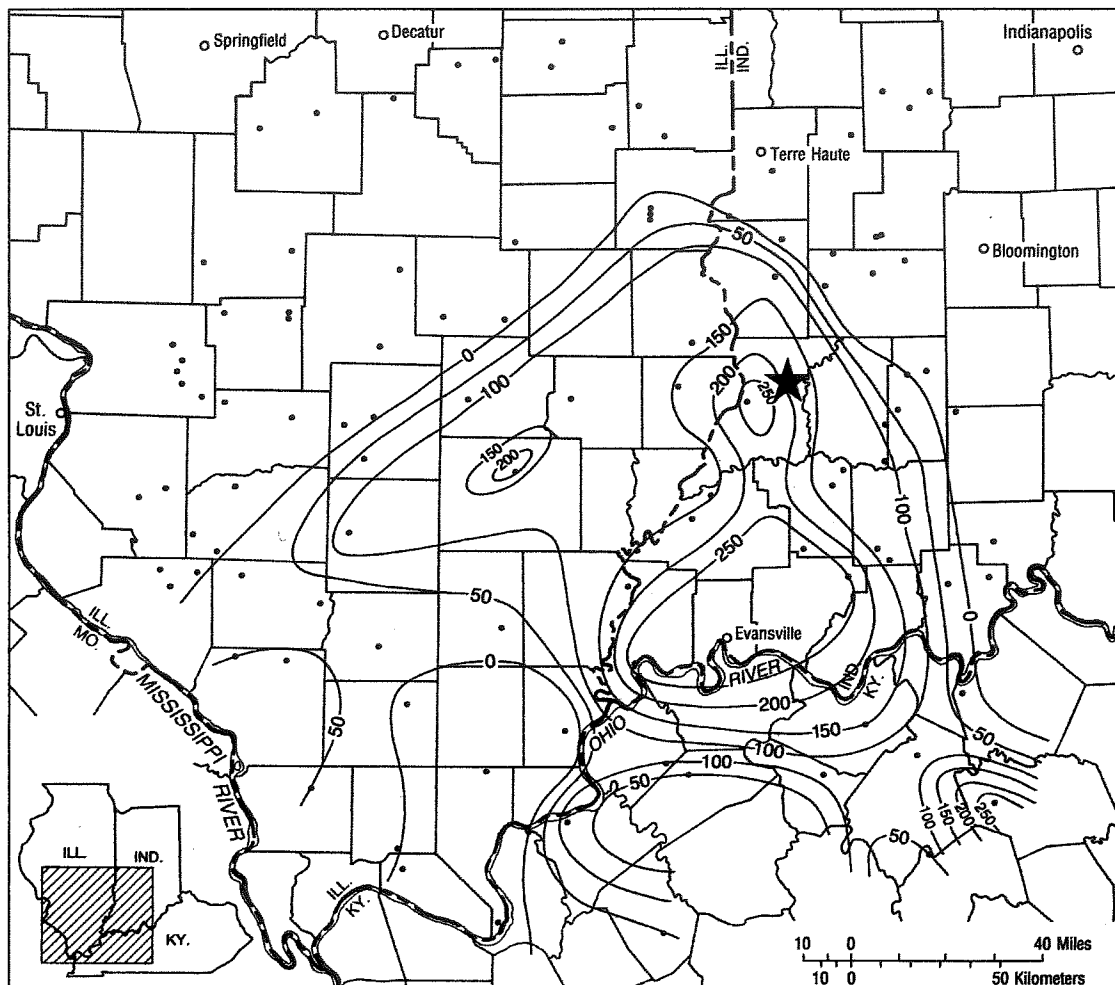 Springfield
Decatur
Indianapolis
ILL.
IND.
Terre Haute
50
Bloomington
0
150
100
200
250
St.
Louis
150
200
100
250
50
0
ILL.
MO.
Evansville
0
RIVER
IND.
KY.
MISSISSIPPI
RIVER
50
OHIO
200
150
100
50
100
50
100
150
200
250
50
ILL.
IND.
KY.
ILL.
KY.
10 0 40 Miles
10 0 50 Kilometers